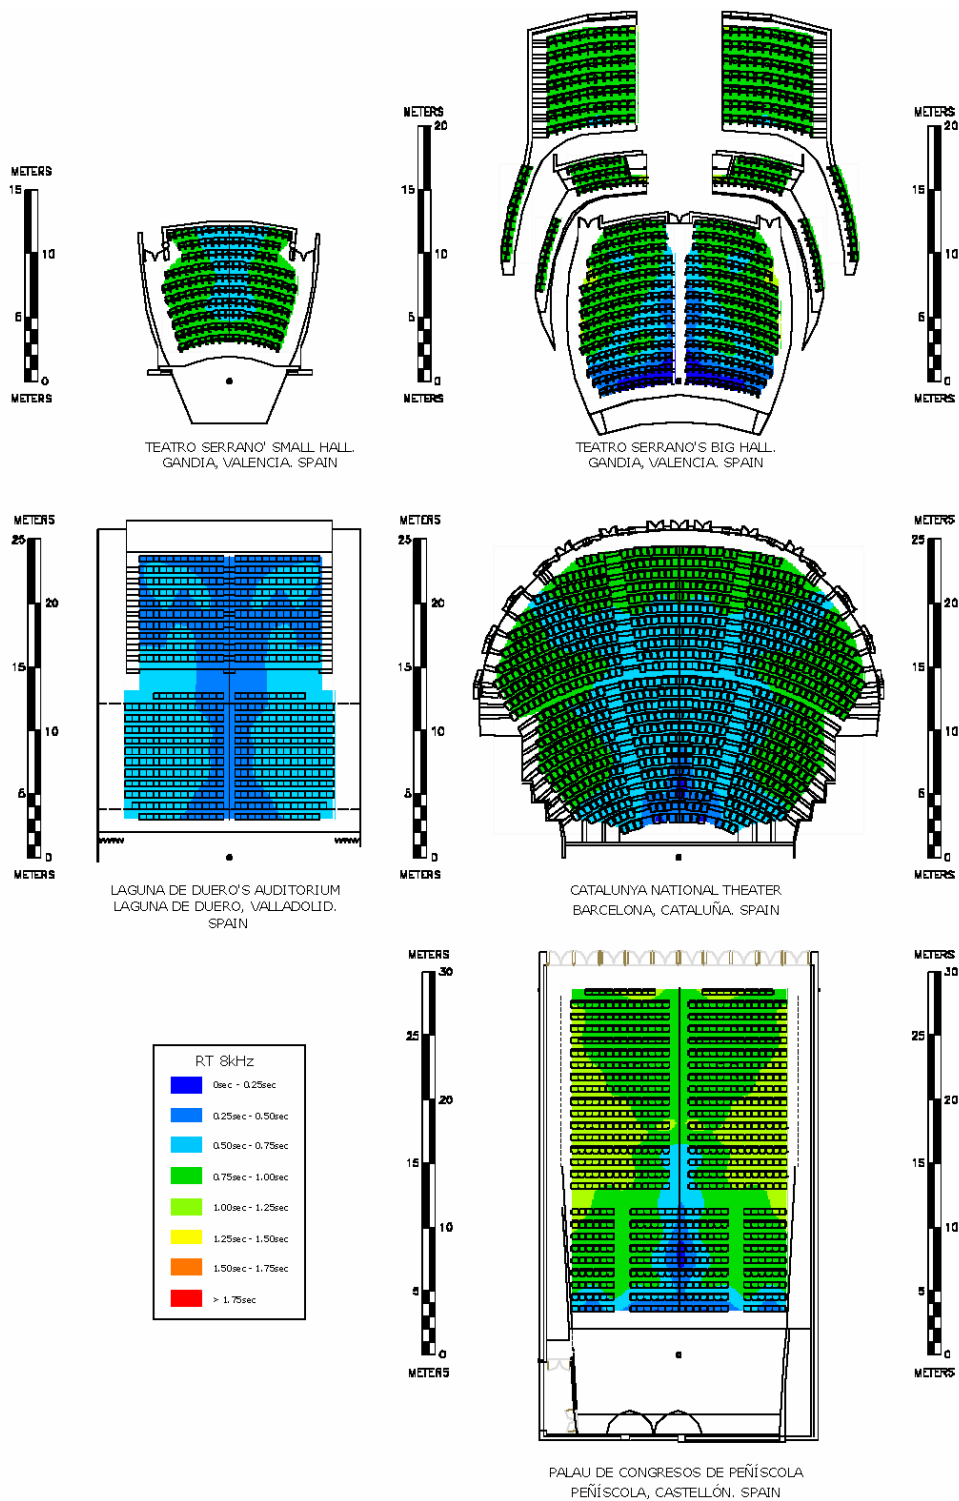 METERS
20
15
10
5
0
METERS
METERS
20
15
10
5
0
METERS
METERS
15
10
5
0
METERS
TEATRO SERRANO' SMALL HALL.
GANDIA, VALENCIA. SPAIN
TEATRO SERRANO'S BIG HALL.
GANDIA, VALENCIA. SPAIN
METERS
25
20
15
10
5
0
METERS
METERS
25
20
15
10
5
0
METERS
METERS
25
20
15
10
5
0
METERS
LAGUNA DE DUERO'S AUDITORIUM
LAGUNA DE DUERO, VALLADOLID.
SPAIN
CATALUNYA NATIONAL THEATER
BARCELONA, CATALUÑA. SPAIN
METERS
30
25
20
15
10
5
0
METERS
METERS
30
25
20
15
10
5
0
METERS
RT 8kHz
0sec - 0.25sec
0.25sec - 0.50sec
0.50sec - 0.75sec
0.75sec - 1.00sec
1.00sec - 1.25sec
1.25sec - 1.50sec
1.50sec - 1.75sec
> 1.75sec
PALAU DE CONGRESOS DE PEÑÍSCOLA
PEÑÍSCOLA, CASTELLÓN. SPAIN